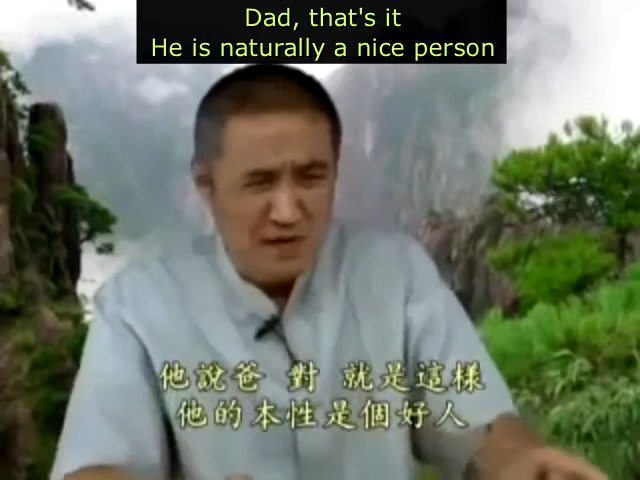 Dad, that's it
He is naturally a nice person
他說爸 對 就是這樣
他的本性是個好人